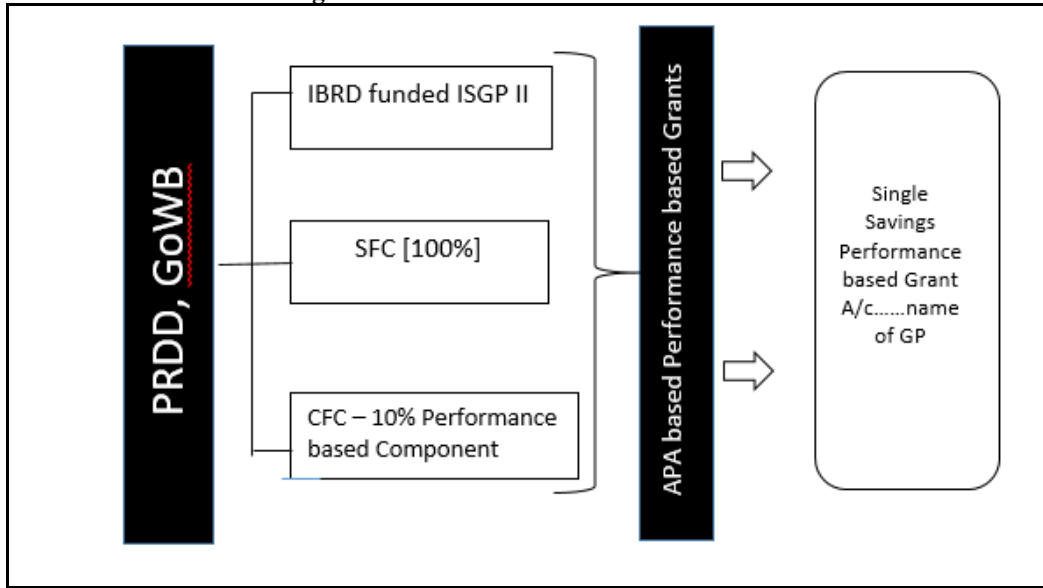 PRDD, GoWB
IBRD funded ISGP II
SFC [100%]
CFC – 10% Performance
based Component
APA based Performance based Grants
Single
Savings
Performance
based Grant
A/c......name
of GP